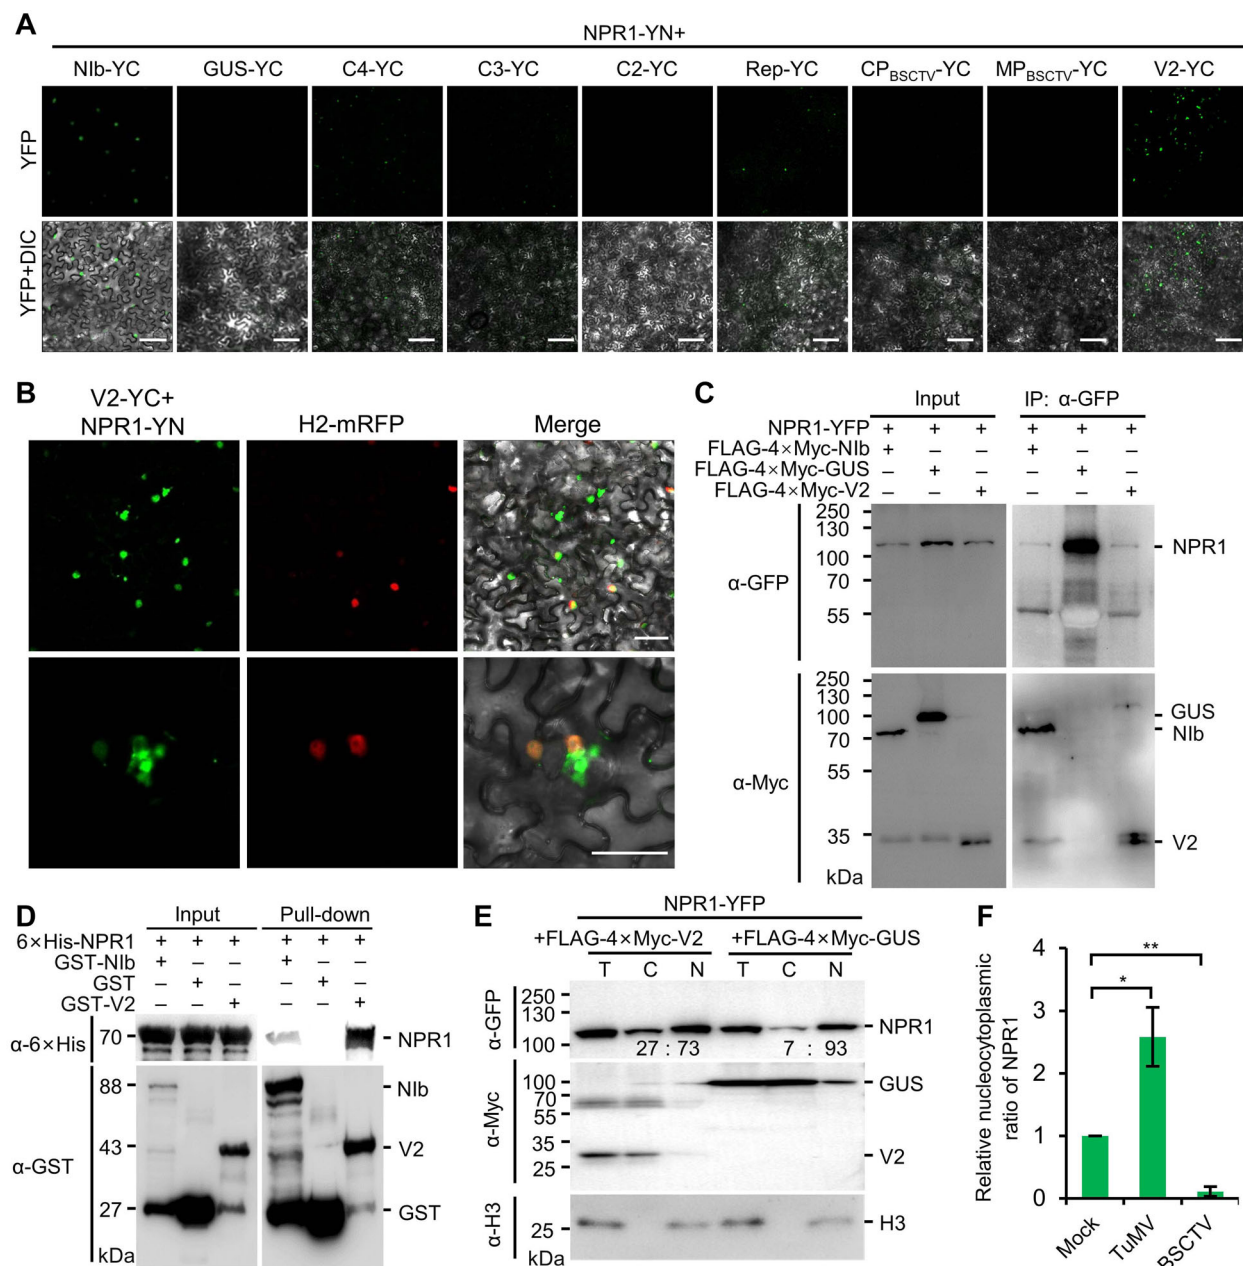 A
NPR1-YN+
NIb-YC GUS-YC C4-YC C3-YC C2-YC Rep-YC CPBSCTV-YC MPBSCTV-YC V2-YC
YFP
YFP+DIC
B
V2-YC+
NPR1-YN H2-mRFP Merge
C
Input IP: α-GFP
NPR1-YFP + + + + + +
FLAG-4×Myc-NIb + – – + – –
FLAG-4×Myc-GUS – + – – + –
FLAG-4×Myc-V2 – – + – – +
α-GFP
250
130
100
70
55
NPR1
α-Myc
250
130
100
70
55
35
kDa
GUS
NIb
V2
D
Input Pull-down
6×His-NPR1 + + + + + +
GST-NIb + – – + – –
GST – + – – + –
GST-V2 – – + – – +
α-6×His 70 NPR1
α-GST
88 NIb
43 V2
27 GST
kDa
E
NPR1-YFP
+FLAG-4×Myc-V2 +FLAG-4×Myc-GUS
T C N T C N
α-GFP
250
130
100
NPR1
27 : 73 7 : 93
α-Myc
100
70
55
35
25
GUS
V2
α-H3
25 H3
kDa
F
Relative nucleocytoplasmic
ratio of NPR1
4
3
2
1
0
**
*
Mock TuMV BSCTV